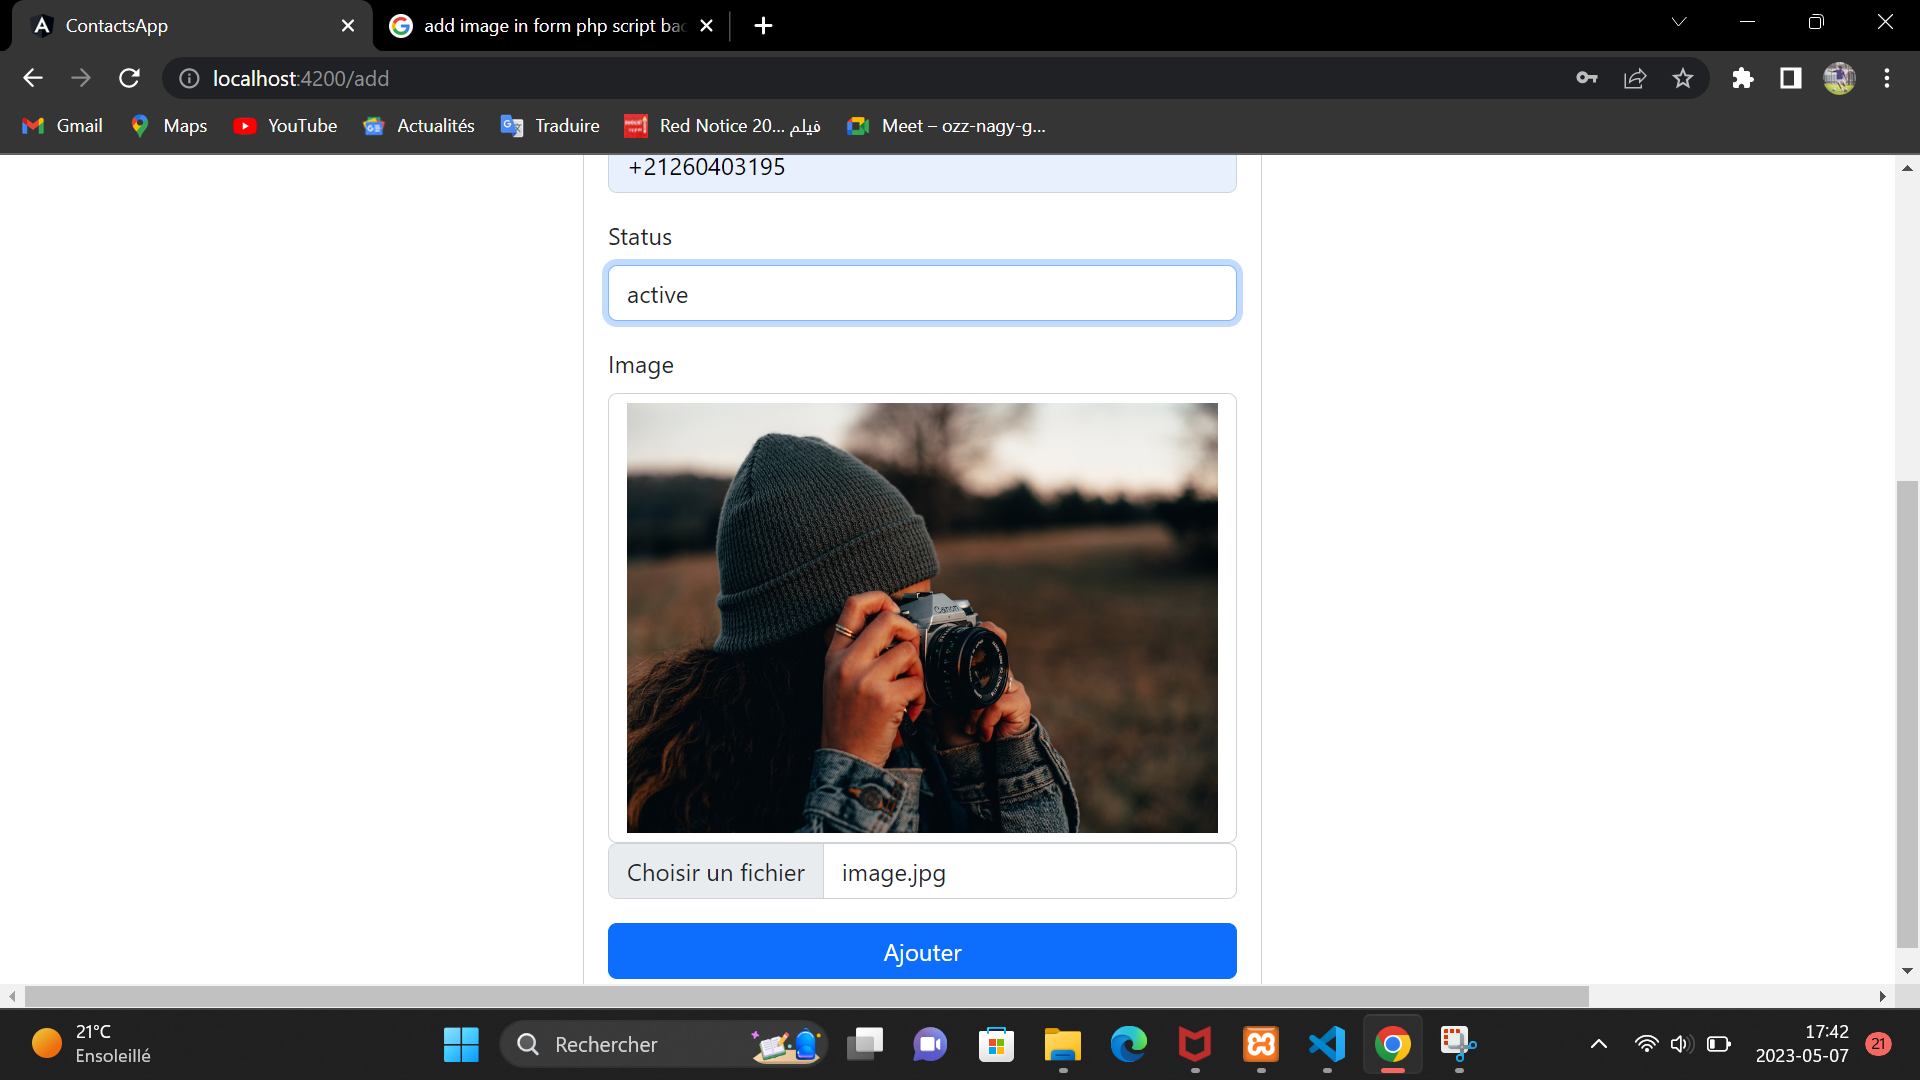 ContactsApp
add image in form php script bac
localhost:4200/add
Gmail
Maps
YouTube
Actualités
Traduire
Red Notice 20... فيلم
Meet – ozz-nagy-g...
+21260403195
Status
active
Image
Canon
Choisir un fichier
image.jpg
Ajouter
21°C
Ensoleillé
Rechercher
17:42
2023-05-07
21